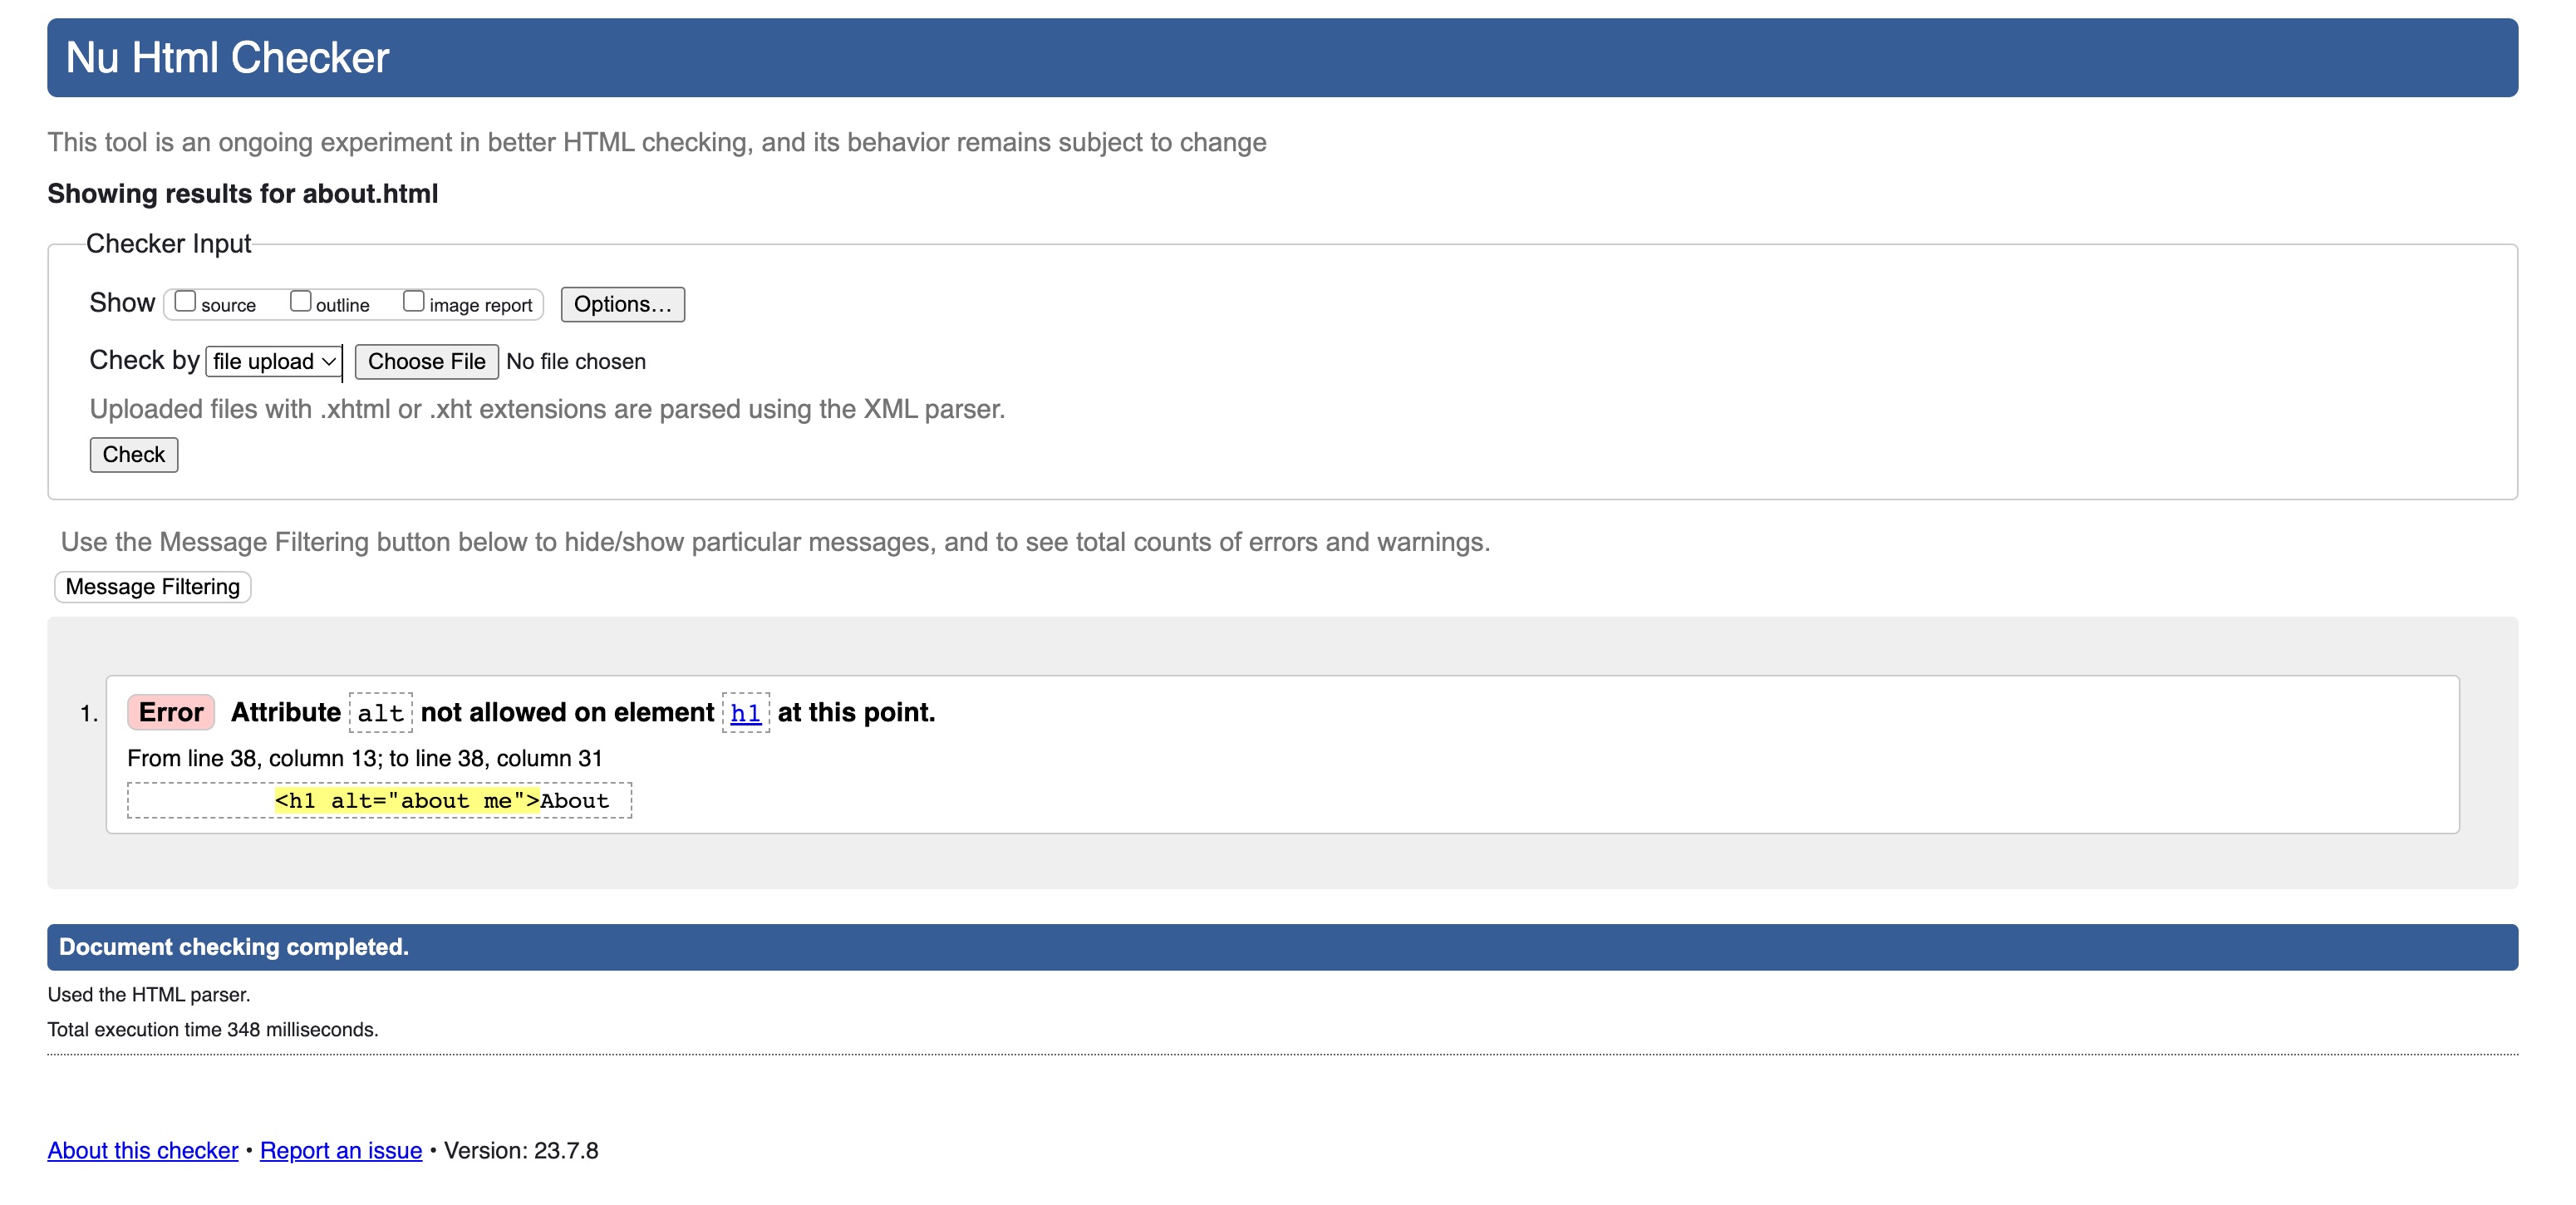 Nu Html Checker
This tool is an ongoing experiment in better HTML checking, and its behavior remains subject to change
Showing results for about.html
Checker Input
Show source outline image report Options...
Check by file upload Choose File No file chosen
Uploaded files with .xhtml or .xht extensions are parsed using the XML parser.
Check
Use the Message Filtering button below to hide/show particular messages, and to see total counts of errors and warnings.
Message Filtering
1. Error Attribute alt not allowed on element h1 at this point.
From line 38, column 13; to line 38, column 31
<h1 alt="about me">About
Document checking completed.
Used the HTML parser.
Total execution time 348 milliseconds.
About this checker • Report an issue • Version: 23.7.8